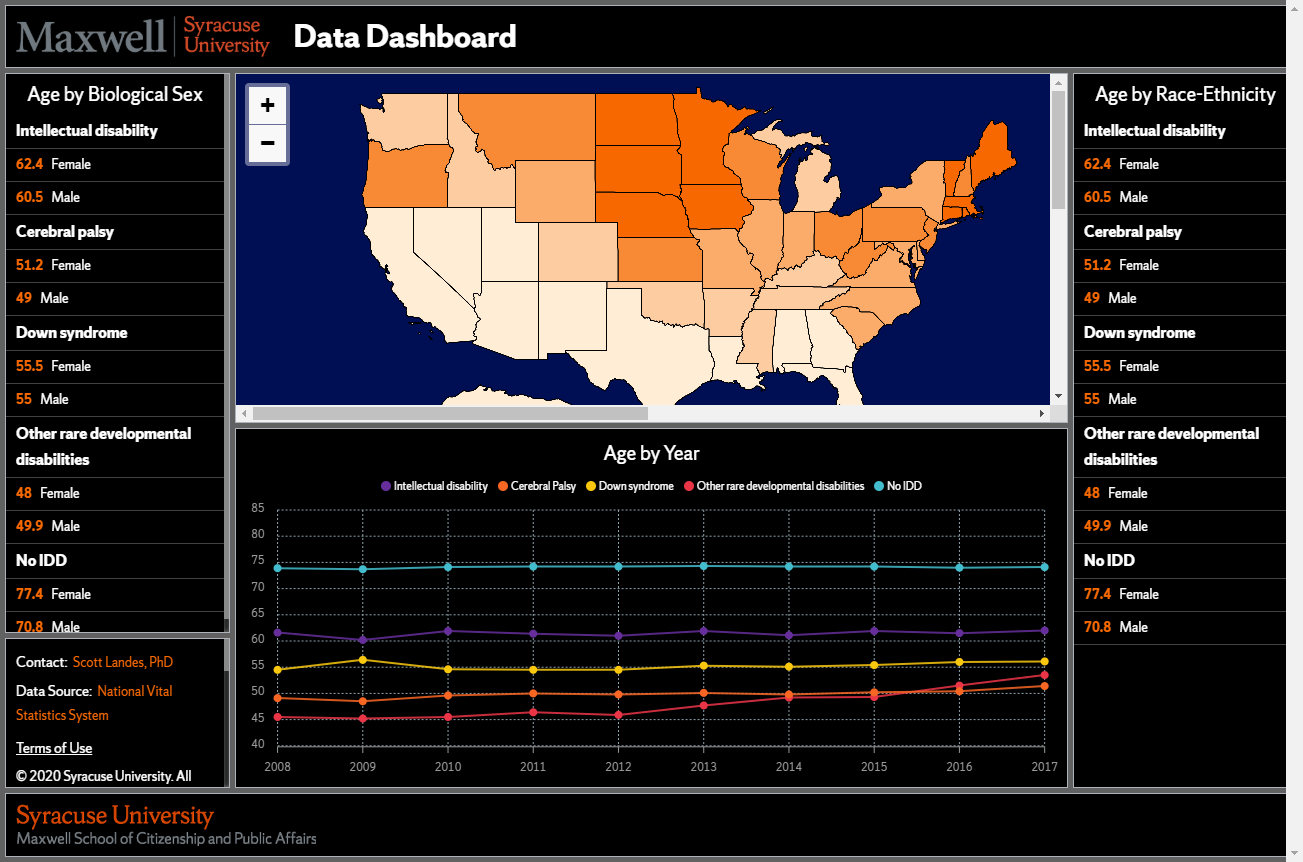 Maxwell
Syracuse
University
Data Dashboard
Age by Biological Sex
Intellectual disability
62.4 Female
60.5 Male
Cerebral palsy
51.2 Female
49 Male
Down syndrome
55.5 Female
55 Male
Other rare developmental
disabilities
48 Female
49.9 Male
No IDD
77.4 Female
70.8 Male
Contact: Scott Landes, PhD
Data Source: National Vital
Statistics System
Terms of Use
© 2020 Syracuse University. All
+
−
Age by Year
Intellectual disability Cerebral Palsy Down syndrome Other rare developmental disabilities No IDD
85
80
75
70
65
60
55
50
45
40
2008 2009 2010 2011 2012 2013 2014 2015 2016 2017
Age by Race-Ethnicity
Intellectual disability
62.4 Female
60.5 Male
Cerebral palsy
51.2 Female
49 Male
Down syndrome
55.5 Female
55 Male
Other rare developmental
disabilities
48 Female
49.9 Male
No IDD
77.4 Female
70.8 Male
Syracuse University
Maxwell School of Citizenship and Public Affairs